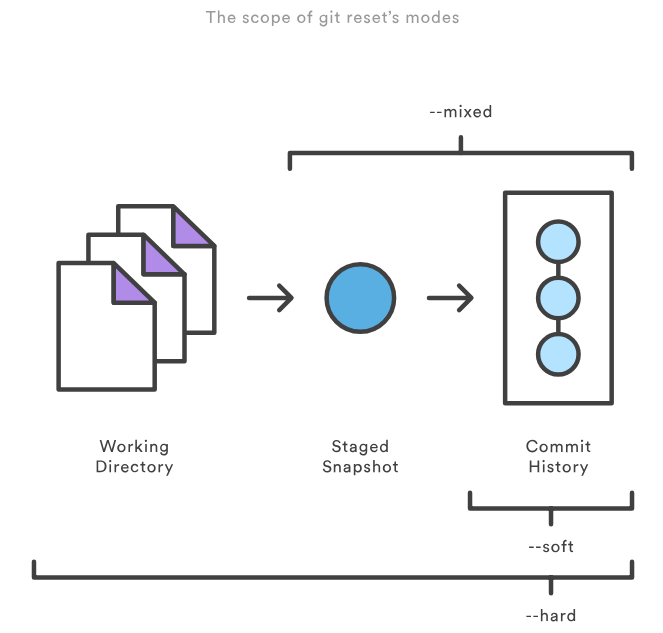 The scope of git reset's modes
--mixed
Working
Directory
Staged
Snapshot
Commit
History
--soft
--hard